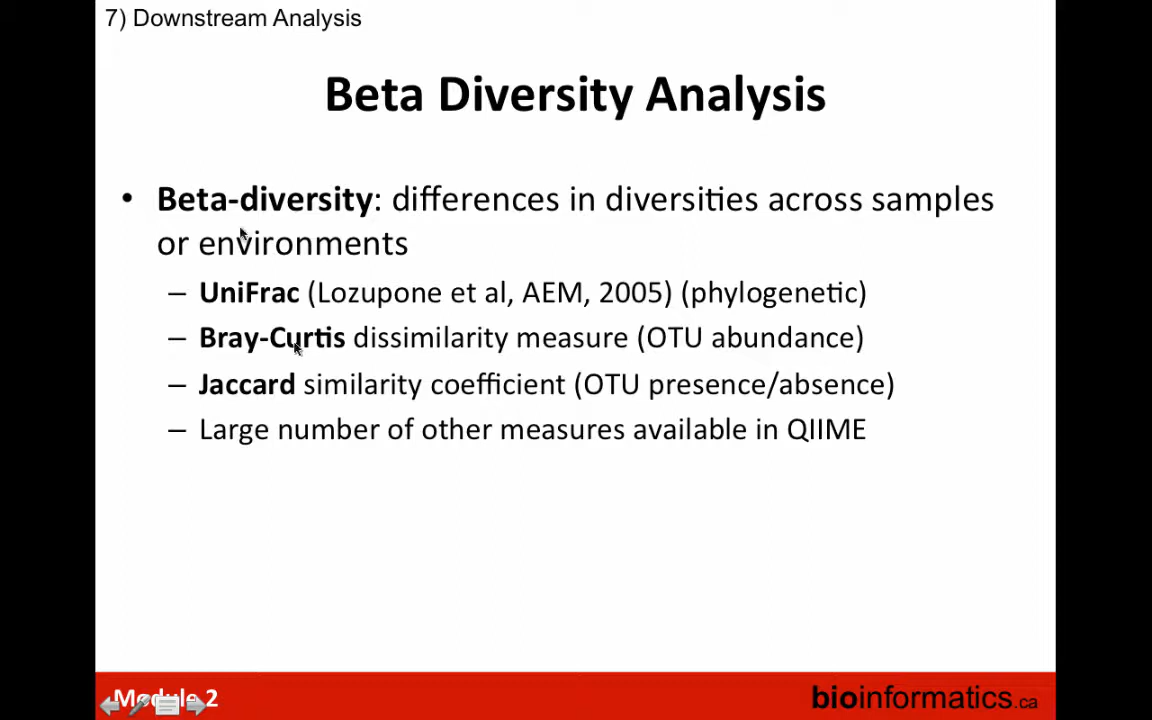 7) Downstream Analysis
Beta Diversity Analysis
• Beta-diversity: differences in diversities across samples
or environments
– UniFrac (Lozupone et al, AEM, 2005) (phylogenetic)
– Bray-Curtis dissimilarity measure (OTU abundance)
– Jaccard similarity coefficient (OTU presence/absence)
– Large number of other measures available in QIIME
Module 2
bioinformatics.ca